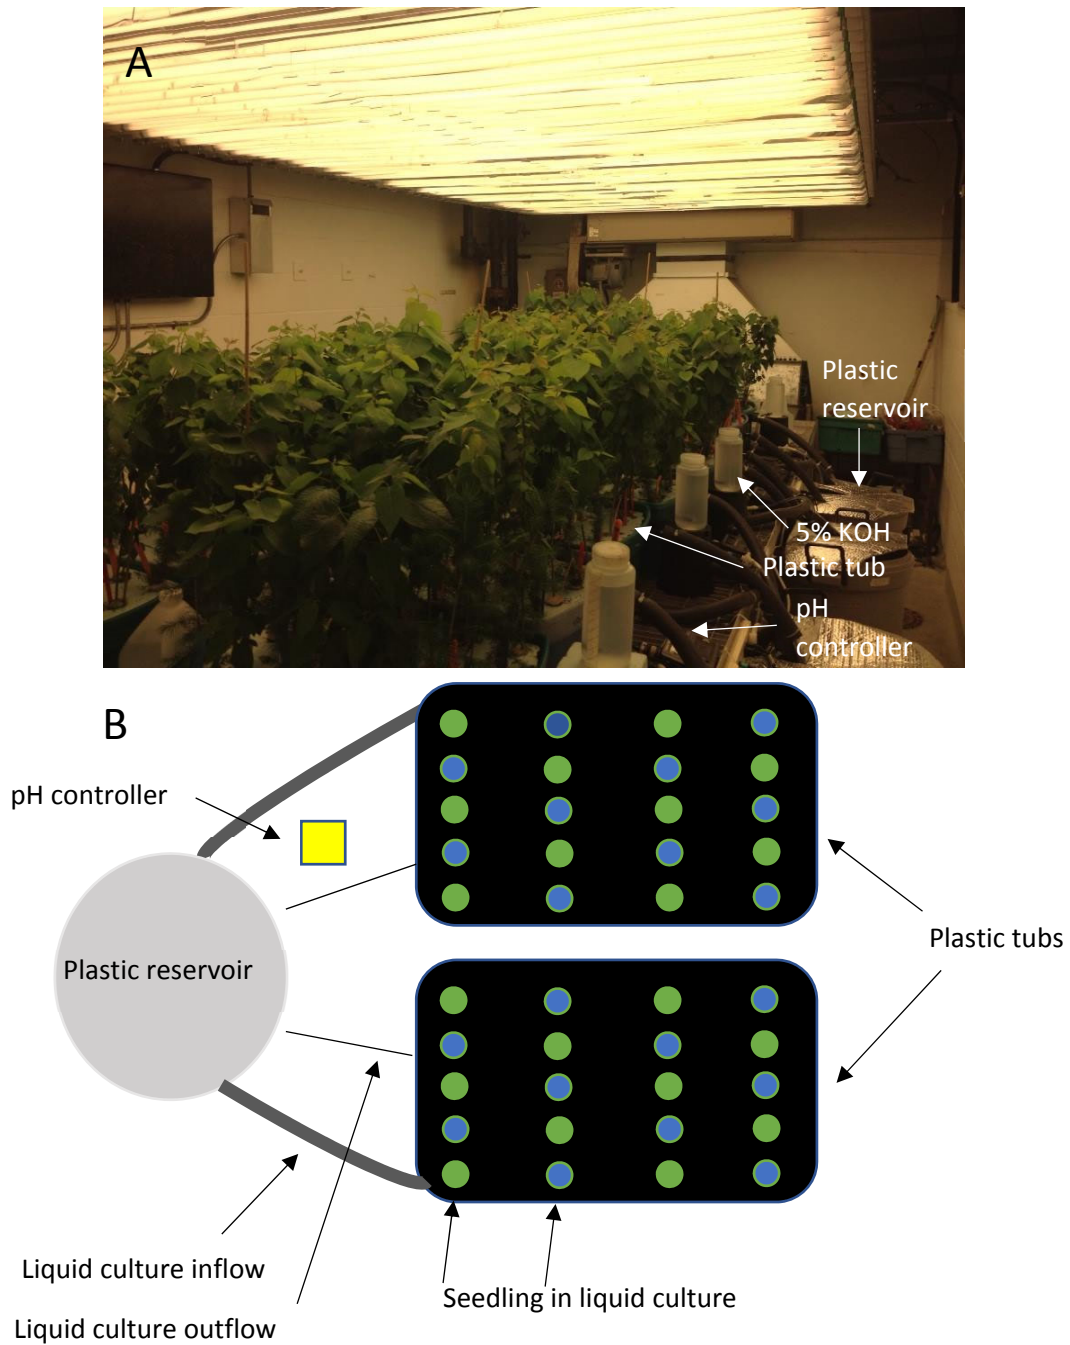 A
Plastic
reservoir
5% KOH
Plastic tub
pH
controller
B
pH controller
Plastic reservoir
Plastic tubs
Liquid culture inflow
Seedling in liquid culture
Liquid culture outflow